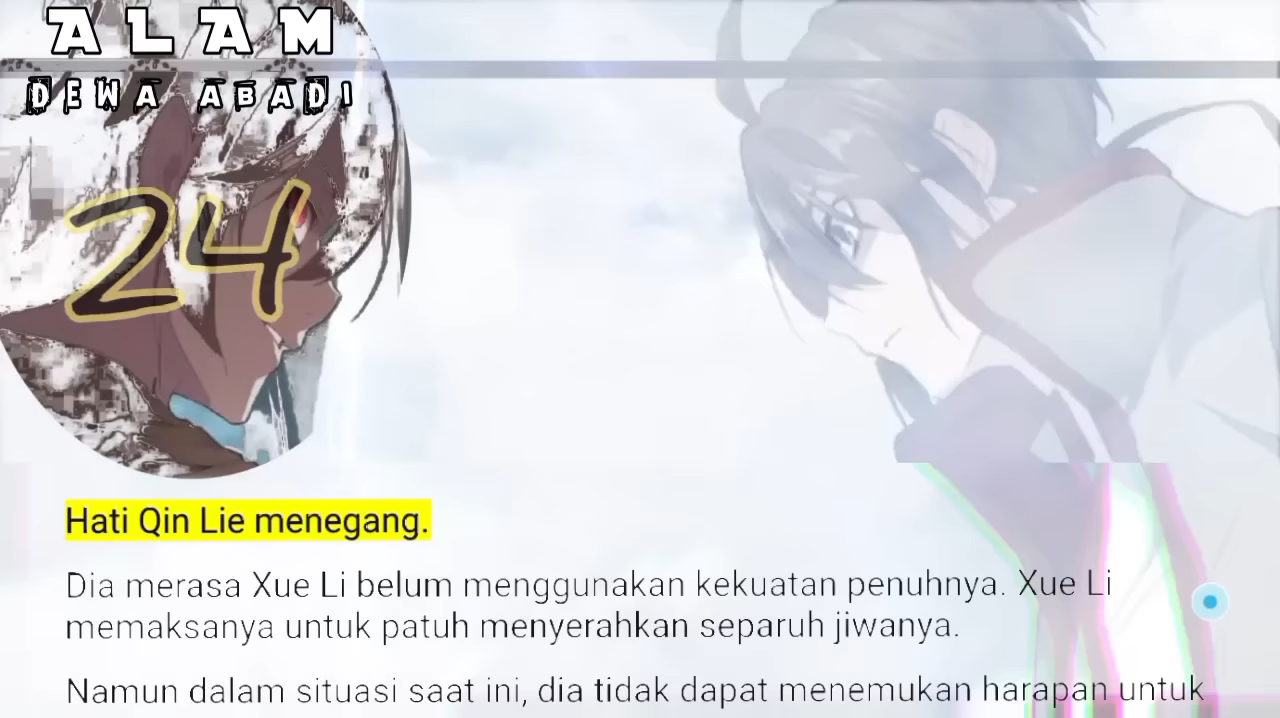 ALAM
DEWA ABADI
24
Hati Qin Lie menegang.
Dia merasa Xue Li belum menggunakan kekuatan penuhnya. Xue Li
memaksanya untuk patuh menyerahkan separuh jiwanya.
Namun dalam situasi saat ini, dia tidak dapat menemukan harapan untuk